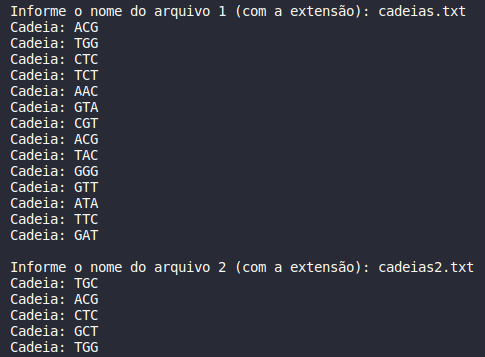 Informe o nome do arquivo 1 (com a extensão): cadeias.txt
Cadeia: ACG
Cadeia: TGG
Cadeia: CTC
Cadeia: TCT
Cadeia: AAC
Cadeia: GTA
Cadeia: CGT
Cadeia: ACG
Cadeia: TAC
Cadeia: GGG
Cadeia: GTT
Cadeia: ATA
Cadeia: TTC
Cadeia: GAT
Informe o nome do arquivo 2 (com a extensão): cadeias2.txt
Cadeia: TGC
Cadeia: ACG
Cadeia: CTC
Cadeia: GCT
Cadeia: TGG